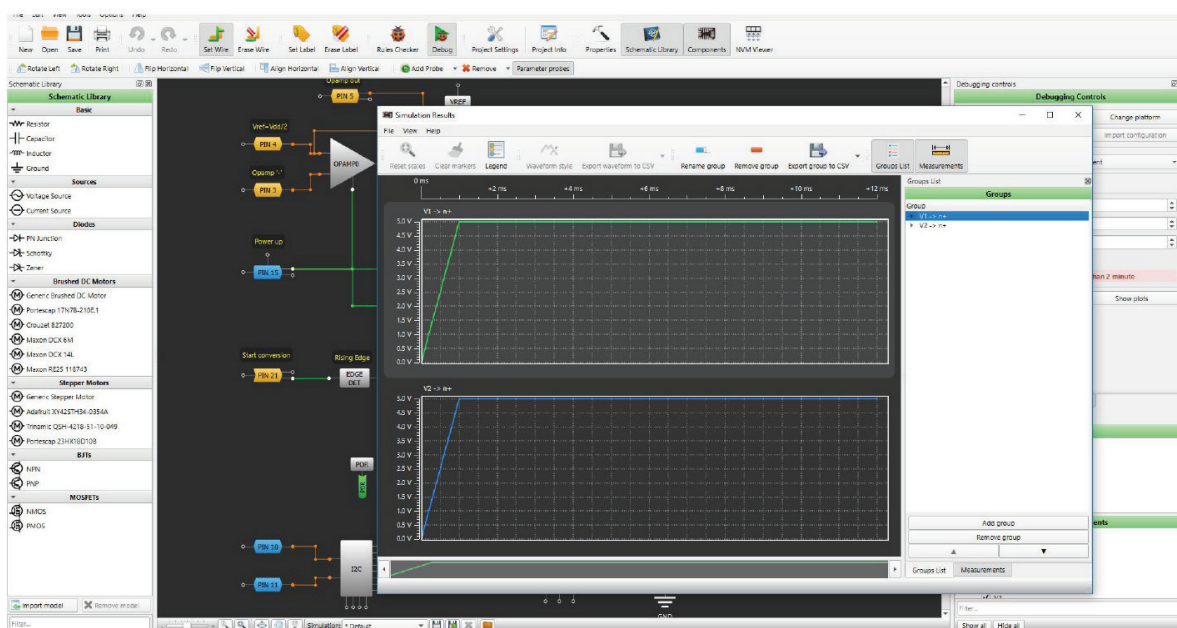 File Edit View Tools Options Help
New Open Save Print Undo Redo Set Wire Erase Wire Set Label Erase Label Rules Checker Debug Project Settings Project Info Properties Schematic Library Components NVM Viewer
Rotate Left Rotate Right Flip Horizontal Flip Vertical Align Horizontal Align Vertical Add Probe Remove Parameter probes
Schematic Library
Schematic Library
Basic
Resistor
Capacitor
Inductor
Ground
Sources
Voltage Source
Current Source
Diodes
PN Junction
Schottky
Zener
Brushed DC Motors
Generic Brushed DC Motor
Portescap 17N78-210E.1
Crouzet 827200
Maxon DCX 6M
Maxon DCX 14L
Maxon RE25 118743
Stepper Motors
Generic Stepper Motor
Adafruit XY42STH34-0354A
Trinamic QSH-4218-51-10-049
Portescap 23HX18D10B
BJTs
NPN
PNP
MOSFETs
NMOS
PMOS
Import model Remove model
Filter...
Opamp out
PIN 5
VREF
Vref=Vdd/2
PIN 4
OPAMP0
Opamp "-"
PIN 3
Power up
PIN 15
Start conversion
PIN 21
Rising Edge
EDGE
DET
POR
PIN 10
I2C
PIN 11
GND
Simulation: * Default
Simulation Results
File View Help
Reset scales Clear markers Legend Waveform style Export waveform to CSV Rename group Remove group Export group to CSV Groups List Measurements
0 ms +2 ms +4 ms +6 ms +8 ms +10 ms +12 ms
V1 -> n+
5.0 V
4.5 V
4.0 V
3.5 V
3.0 V
2.5 V
2.0 V
1.5 V
1.0 V
0.5 V
0.0 V
V2 -> n+
5.0 V
4.5 V
4.0 V
3.5 V
3.0 V
2.5 V
2.0 V
1.5 V
1.0 V
0.5 V
0.0 V
Groups List
Groups
Group
V1 -> n+
V2 -> n+
Add group
Remove group
Groups List Measurements
Debugging controls
Debugging Controls
Change platform
Import configuration
than 2 minute
Show plots
Filter...
Show all Hide all